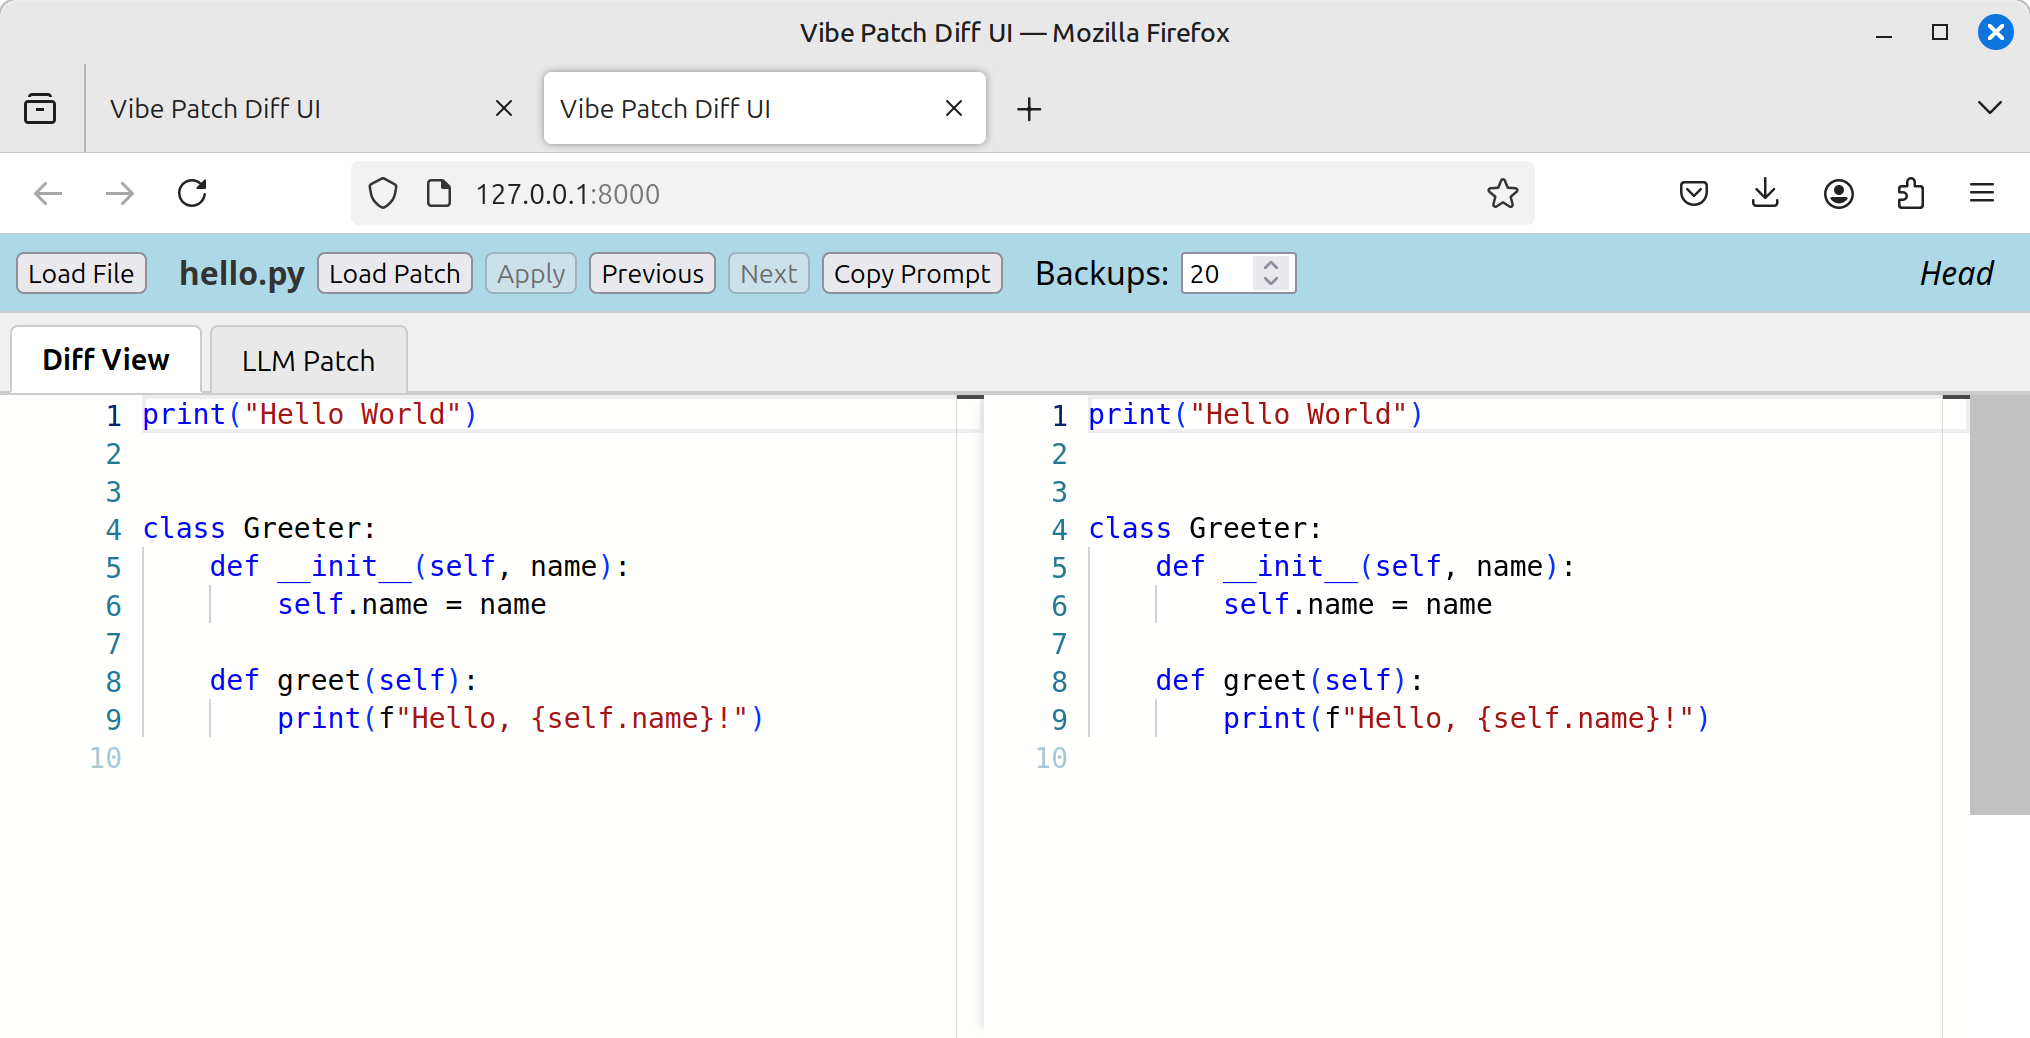 Vibe Patch Diff UI — Mozilla Firefox
Vibe Patch Diff UI
Vibe Patch Diff UI
127.0.0.1:8000
Load File hello.py Load Patch Apply Previous Next Copy Prompt Backups: 20 Head
Diff View LLM Patch
1 print("Hello World")
2
3
4 class Greeter:
5     def __init__(self, name):
6         self.name = name
7
8     def greet(self):
9         print(f"Hello, {self.name}!")
10
1 print("Hello World")
2
3
4 class Greeter:
5     def __init__(self, name):
6         self.name = name
7
8     def greet(self):
9         print(f"Hello, {self.name}!")
10